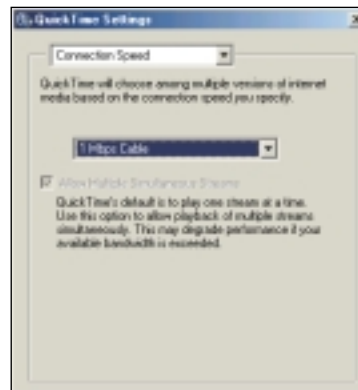 QuickTime Settings
Connection Speed
QuickTime will choose among multiple versions of internet
media based on the connection speed you specify.
1 Mbps Cable
Allow Multiple Simultaneous Streams
QuickTime's default is to play one stream at a time.
Use this option to allow playback of multiple streams
simultaneously. This may degrade performance if your
available bandwidth is exceeded.